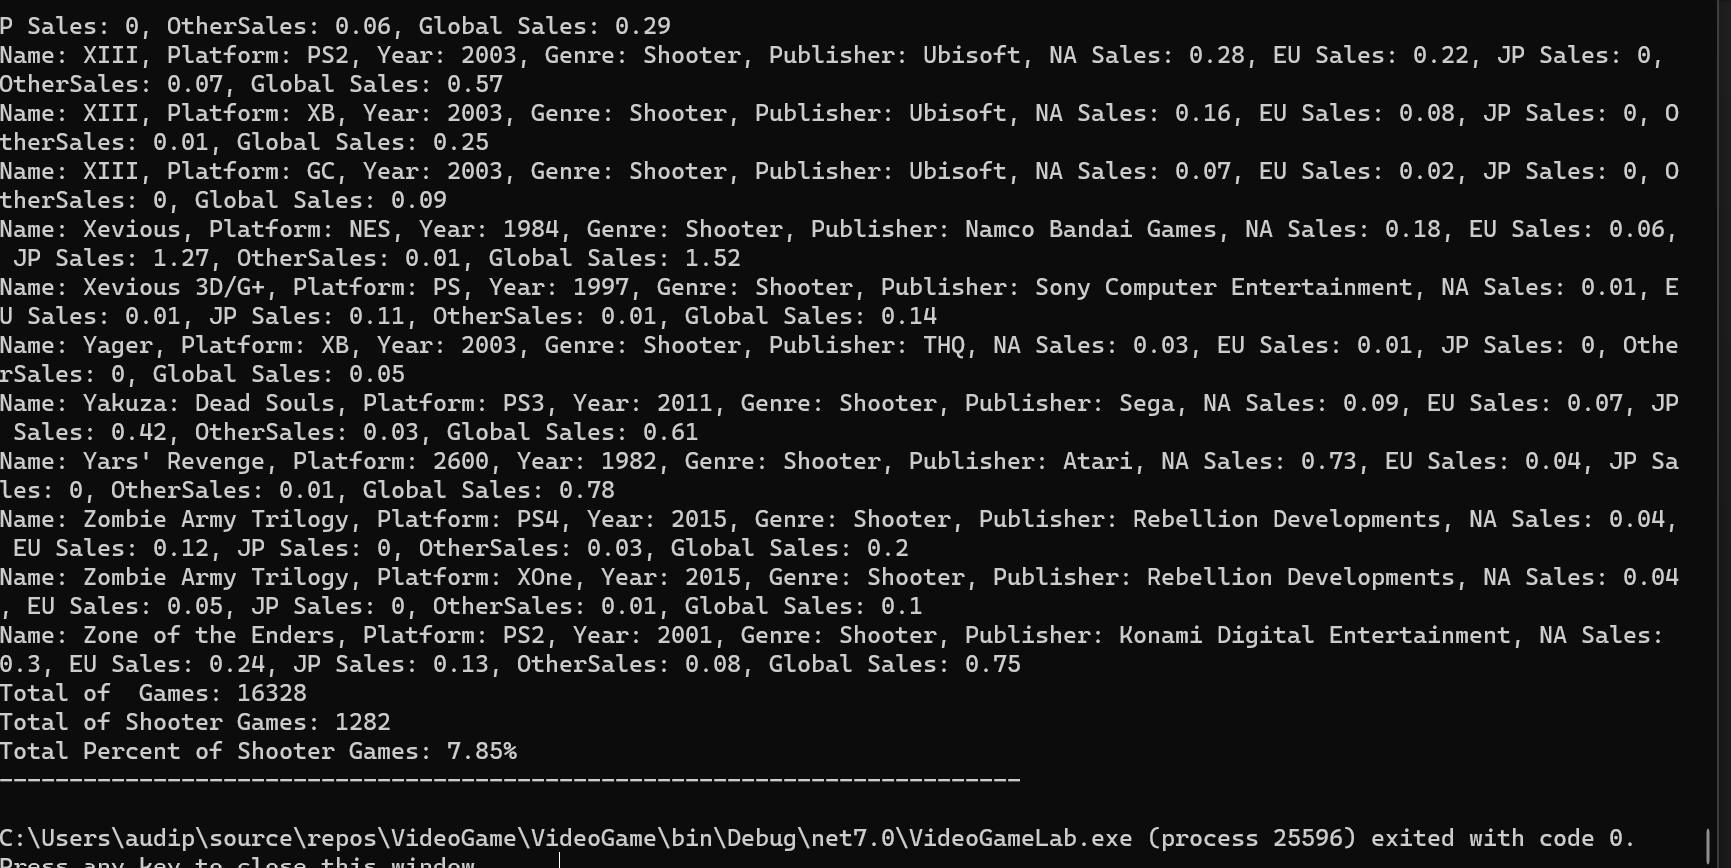 P Sales: 0, OtherSales: 0.06, Global Sales: 0.29
Name: XIII, Platform: PS2, Year: 2003, Genre: Shooter, Publisher: Ubisoft, NA Sales: 0.28, EU Sales: 0.22, JP Sales: 0,
OtherSales: 0.07, Global Sales: 0.57
Name: XIII, Platform: XB, Year: 2003, Genre: Shooter, Publisher: Ubisoft, NA Sales: 0.16, EU Sales: 0.08, JP Sales: 0, O
therSales: 0.01, Global Sales: 0.25
Name: XIII, Platform: GC, Year: 2003, Genre: Shooter, Publisher: Ubisoft, NA Sales: 0.07, EU Sales: 0.02, JP Sales: 0, O
therSales: 0, Global Sales: 0.09
Name: Xevious, Platform: NES, Year: 1984, Genre: Shooter, Publisher: Namco Bandai Games, NA Sales: 0.18, EU Sales: 0.06,
 JP Sales: 1.27, OtherSales: 0.01, Global Sales: 1.52
Name: Xevious 3D/G+, Platform: PS, Year: 1997, Genre: Shooter, Publisher: Sony Computer Entertainment, NA Sales: 0.01, E
U Sales: 0.01, JP Sales: 0.11, OtherSales: 0.01, Global Sales: 0.14
Name: Yager, Platform: XB, Year: 2003, Genre: Shooter, Publisher: THQ, NA Sales: 0.03, EU Sales: 0.01, JP Sales: 0, Othe
rSales: 0, Global Sales: 0.05
Name: Yakuza: Dead Souls, Platform: PS3, Year: 2011, Genre: Shooter, Publisher: Sega, NA Sales: 0.09, EU Sales: 0.07, JP
 Sales: 0.42, OtherSales: 0.03, Global Sales: 0.61
Name: Yars' Revenge, Platform: 2600, Year: 1982, Genre: Shooter, Publisher: Atari, NA Sales: 0.73, EU Sales: 0.04, JP Sa
les: 0, OtherSales: 0.01, Global Sales: 0.78
Name: Zombie Army Trilogy, Platform: PS4, Year: 2015, Genre: Shooter, Publisher: Rebellion Developments, NA Sales: 0.04,
 EU Sales: 0.12, JP Sales: 0, OtherSales: 0.03, Global Sales: 0.2
Name: Zombie Army Trilogy, Platform: XOne, Year: 2015, Genre: Shooter, Publisher: Rebellion Developments, NA Sales: 0.04
, EU Sales: 0.05, JP Sales: 0, OtherSales: 0.01, Global Sales: 0.1
Name: Zone of the Enders, Platform: PS2, Year: 2001, Genre: Shooter, Publisher: Konami Digital Entertainment, NA Sales:
0.3, EU Sales: 0.24, JP Sales: 0.13, OtherSales: 0.08, Global Sales: 0.75
Total of  Games: 16328
Total of Shooter Games: 1282
Total Percent of Shooter Games: 7.85%
-------------------------------------------------------------------------

C:\Users\audip\source\repos\VideoGame\VideoGame\bin\Debug\net7.0\VideoGameLab.exe (process 25596) exited with code 0.
Press any key to close this window